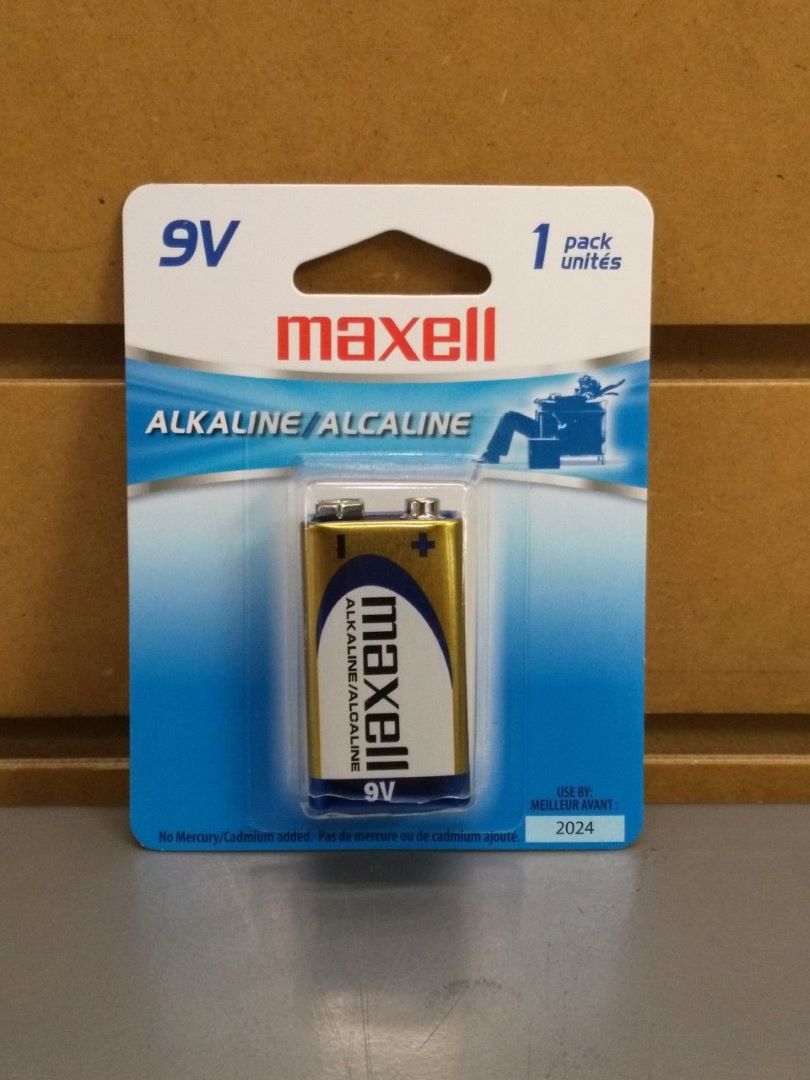 9V
1 pack
unités
maxell
ALKALINE/ALCALINE
- +
maxell
ALKALINE/ALCALINE
9V
USE BY:
MEILLEUR AVANT :
2024
No Mercury/Cadmium added. Pas de mercure ou de cadmium ajouté.